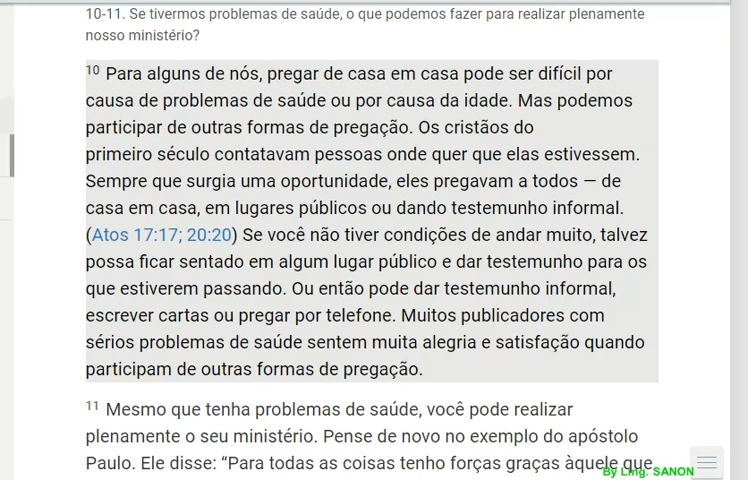 10-11. Se tivermos problemas de saúde, o que podemos fazer para realizar plenamente
nosso ministério?
10 Para alguns de nós, pregar de casa em casa pode ser difícil por
causa de problemas de saúde ou por causa da idade. Mas podemos
participar de outras formas de pregação. Os cristãos do
primeiro século contatavam pessoas onde quer que elas estivessem.
Sempre que surgia uma oportunidade, eles pregavam a todos — de
casa em casa, em lugares públicos ou dando testemunho informal.
(Atos 17:17; 20:20) Se você não tiver condições de andar muito, talvez
possa ficar sentado em algum lugar público e dar testemunho para os
que estiverem passando. Ou então pode dar testemunho informal,
escrever cartas ou pregar por telefone. Muitos publicadores com
sérios problemas de saúde sentem muita alegria e satisfação quando
participam de outras formas de pregação.
11 Mesmo que tenha problemas de saúde, você pode realizar
plenamente o seu ministério. Pense de novo no exemplo do apóstolo
Paulo. Ele disse: “Para todas as coisas tenho forças graças àquele que
By Ling. SANON